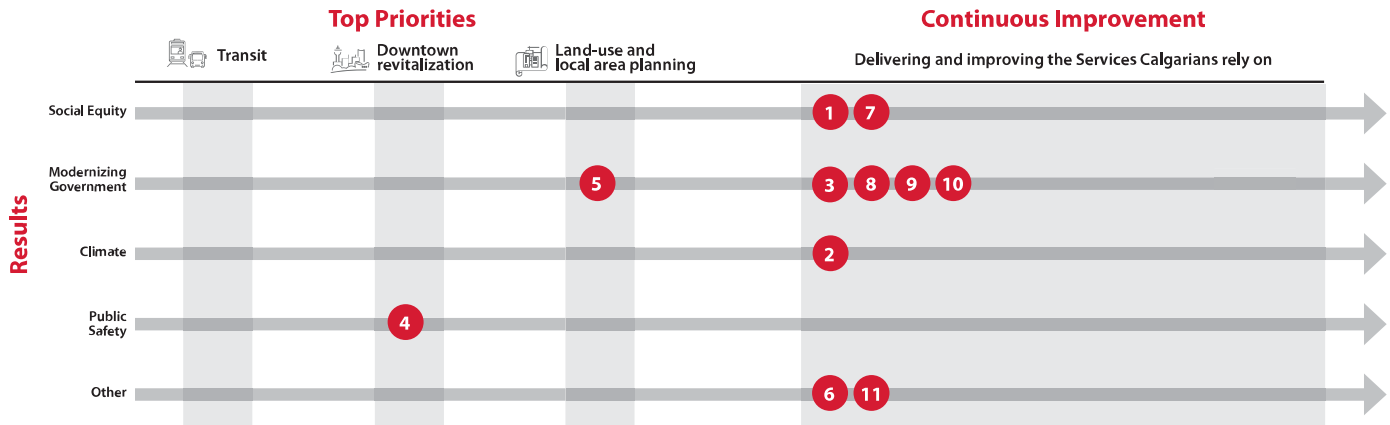 Top Priorities
Continuous Improvement
Transit
Downtown
revitalization
Land-use and
local area planning
Delivering and improving the Services Calgarians rely on
Results
Social Equity
1 7
Modernizing
Government
5
3 8 9 10
Climate
2
Public
Safety
4
Other
6 11